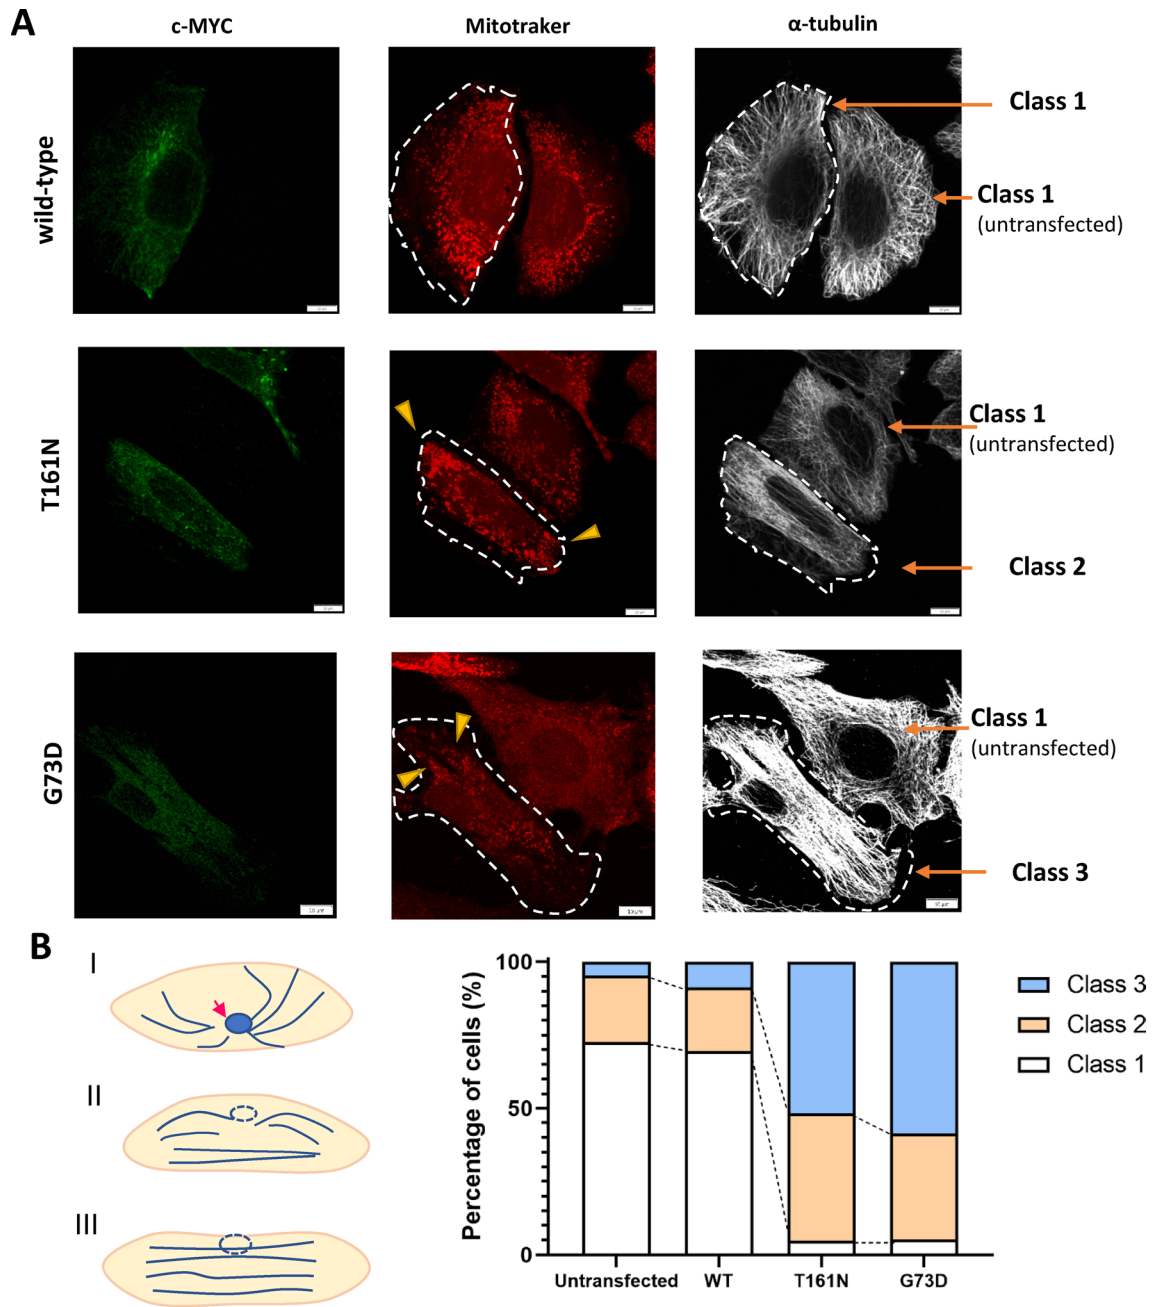 A
c-MYC
Mitotraker
α-tubulin
wild-type
Class 1
Class 1
(untransfected)
T161N
Class 1
(untransfected)
Class 2
G73D
Class 1
(untransfected)
Class 3
10 µm
B
I
II
III
Percentage of cells (%)
100
50
0
Untransfected
WT
T161N
G73D
Class 3
Class 2
Class 1